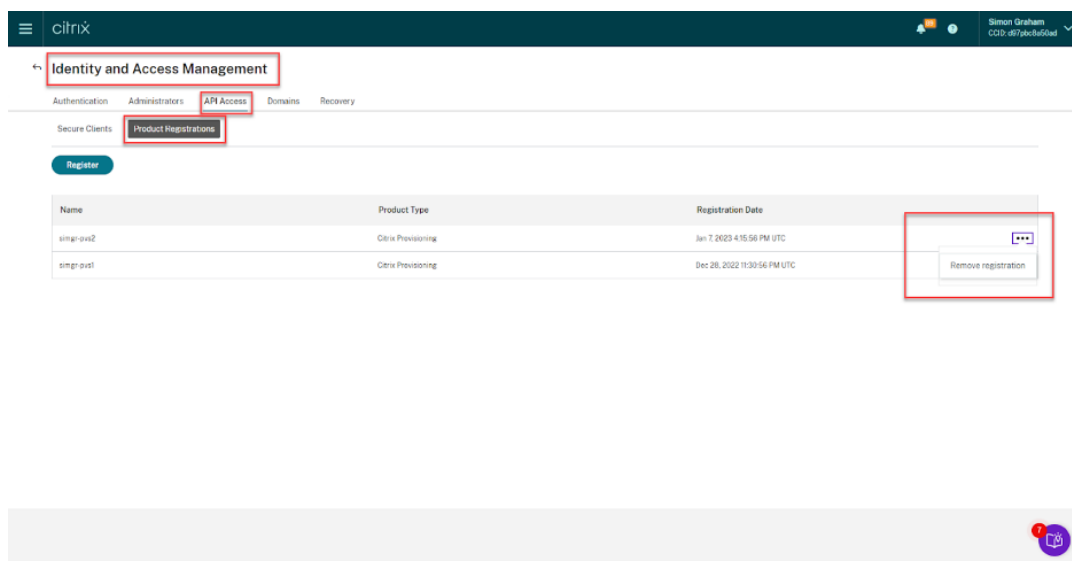 citrix
Simon Graham
CCID: d97pbc8a50ad
Identity and Access Management
Authentication Administrators API Access Domains Recovery
Secure Clients Product Registrations
Register
Name Product Type Registration Date
simgr-pvs2 Citrix Provisioning Jan 7, 2023 4:15:56 PM UTC
simgr-pvs1 Citrix Provisioning Dec 28, 2022 11:30:56 PM UTC
Remove registration
7